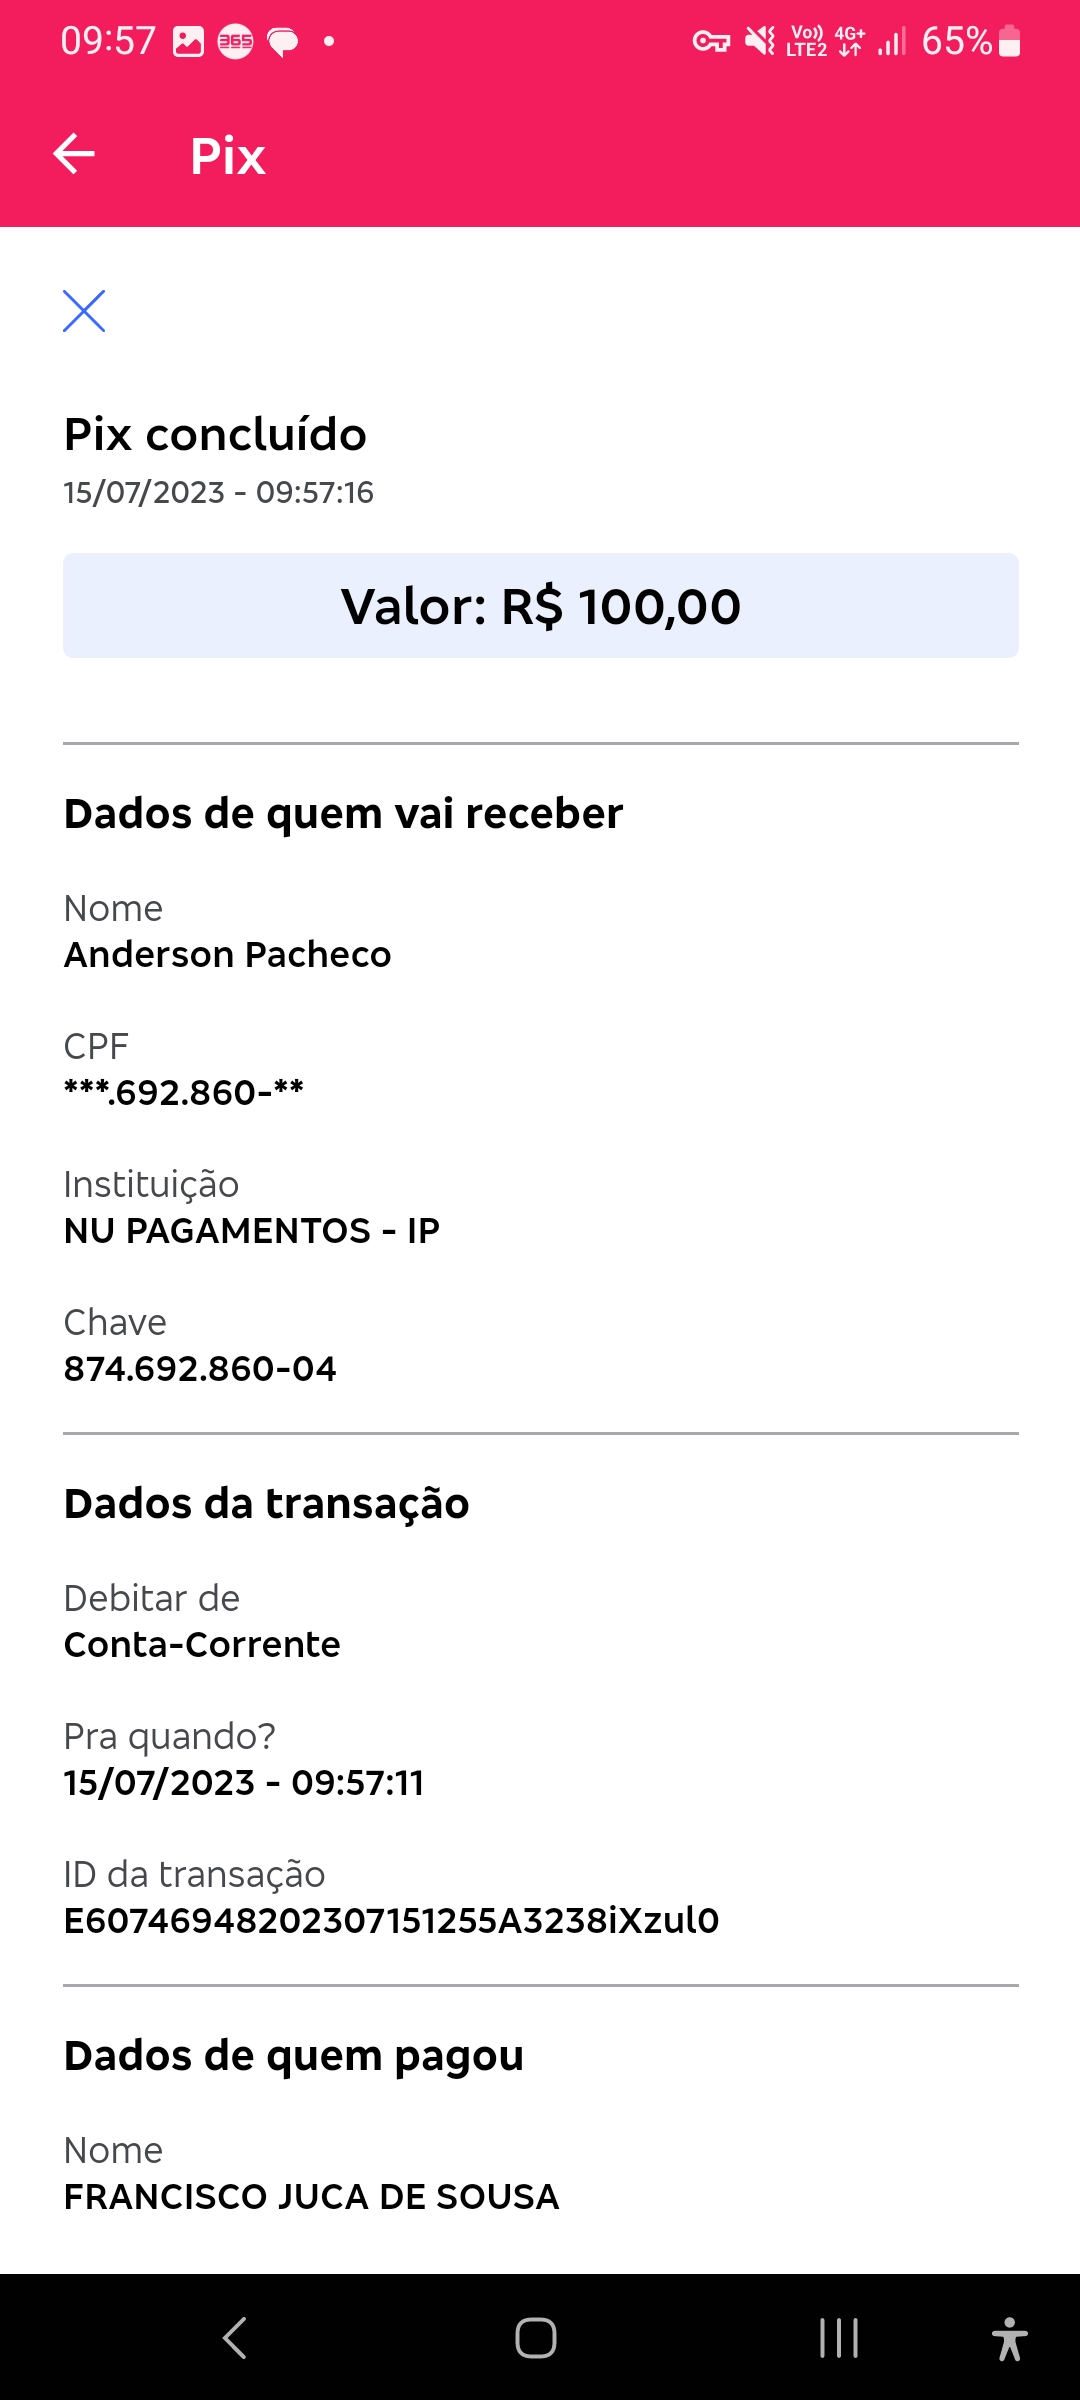 09:57 365 Vo)) LTE2 4G+ 65%
Pix
Pix concluído
15/07/2023 - 09:57:16
Valor: R$ 100,00
Dados de quem vai receber
Nome
Anderson Pacheco
CPF
***.692.860-**
Instituição
NU PAGAMENTOS - IP
Chave
874.692.860-04
Dados da transação
Debitar de
Conta-Corrente
Pra quando?
15/07/2023 - 09:57:11
ID da transação
E60746948202307151255A3238iXzul0
Dados de quem pagou
Nome
FRANCISCO JUCA DE SOUSA